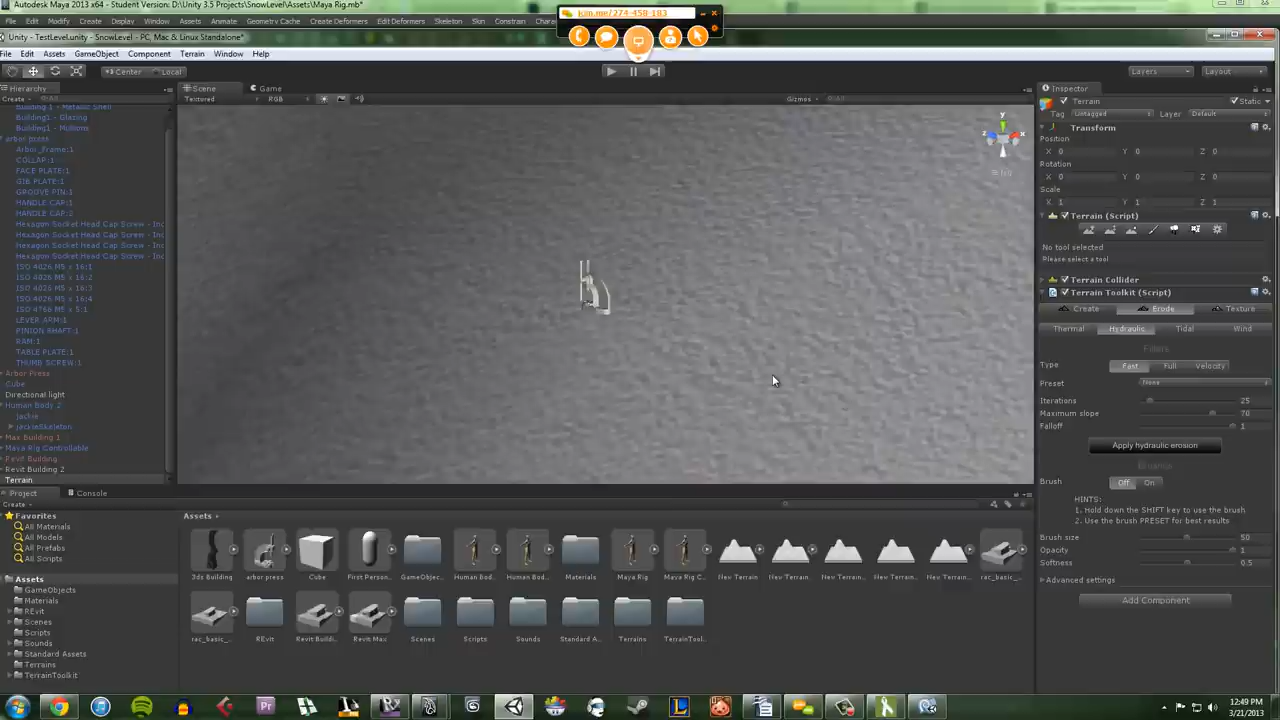 Autodesk Maya 2013 x64 - Student Version: D:\Unity 3.5 Projects\SnowLevel\Assets\Maya Rig.mb*
join.me/274-458-183
File Edit Modify Create Display Window Assets Animate Geometry Cache Create Deformers Edit Deformers Skeleton Skin Constrain Character
Unity - TestLevel.unity - SnowLevel - PC, Mac & Linux Standalone*
File Edit Assets GameObject Component Terrain Window Help
Center Local Layers Layout
Hierarchy Scene Game Inspector
Create All Textured RGB Gizmos All
Terrain Static
Tag Untagged Layer Default
Building 1 - Metallic Shell
Building1 - Glazing
Building1 - Mullions
arbor press
Arbor_Frame:1
COLLAP:1
FACE PLATE:1
GIB PLATE:1
GROOVE PIN:1
HANDLE CAP:1
HANDLE CAP:2
Hexagon Socket Head Cap Screw - Inc
Hexagon Socket Head Cap Screw - Inc
Hexagon Socket Head Cap Screw - Inc
Hexagon Socket Head Cap Screw - Inc
ISO 4026 M5 x 16:1
ISO 4026 M5 x 16:2
ISO 4026 M5 x 16:3
ISO 4026 M5 x 16:4
ISO 4766 M5 x 5:1
LEVER ARM:1
PINION SHAFT:1
RAM:1
TABLE PLATE:1
THUMB SCREW:1
Arbor Press
Cube
Directional light
Human Body 2
jackie
jackieSkeleton
Max Building 1
Maya Rig Controllable
Revit Building
Revit Building 2
Terrain
y
z x
Transform
Position
X 0 Y 0 Z 0
Rotation
X 0 Y 0 Z 0
Scale
X 1 Y 1 Z 1
Terrain (Script)
No tool selected
Please select a tool
Terrain Collider
Terrain Toolkit (Script)
Create Erode Texture
Thermal Hydraulic Tidal Wind
Filters
Type Fast Full Velocity
Preset None
Iterations 25
Maximum slope 70
Falloff 1
Apply hydraulic erosion
Brush Off On
HINTS:
1. Hold down the SHIFT key to use the brush
2. Use the brush PRESET for best results
Brush size 50
Opacity 1
Softness 0.5
Advanced settings
Add Component
Project Console
Create
Favorites
All Materials
All Models
All Prefabs
All Scripts
Assets
GameObjects
Materials
REvit
Scenes
Scripts
Sounds
Standard Assets
Terrains
TerrainToolkit
Assets
3ds Building arbor press Cube First Person... GameObjec... Human Bod... Human Bod... Materials Maya Rig Maya Rig C... New Terrain New Terrain... New Terrain... New Terrain... New Terrain... rac_basic_...
rac_basic_... REvit Revit Buildi... Revit Max Scenes Scripts Sounds Standard A... Terrains TerrainTool...
12:49 PM
3/21/2013